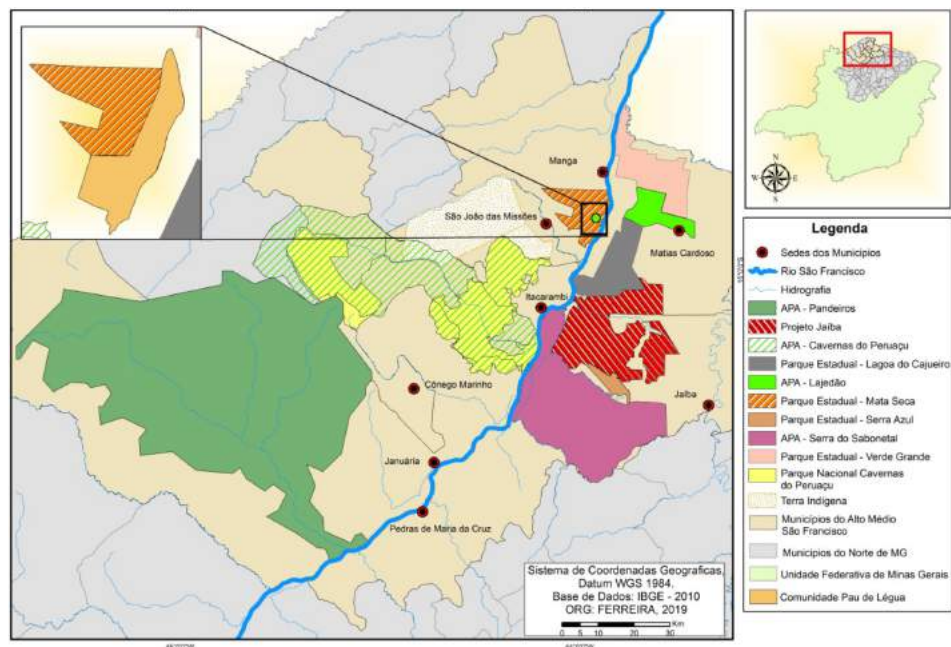 Manga
São João das Missões
Matias Cardoso
Itacarambi
Cônego Marinho
Jaíba
Januária
Pedras de Maria da Cruz
Sistema de Coordenadas Geograficas,
Datum WGS 1984.
Base de Dados: IBGE - 2010
ORG: FERREIRA, 2019
Km
0 5 10 20 30
N
W E
S
Legenda
Sedes dos Municípios
Rio São Francisco
Hidrografia
APA - Pandeiros
Projeto Jaíba
APA - Cavernas do Peruaçu
Parque Estadual - Lagoa do Cajueiro
APA - Lajedão
Parque Estadual - Mata Seca
Parque Estadual - Serra Azul
APA - Serra do Sabonetal
Parque Estadual - Verde Grande
Parque Nacional Cavernas
do Peruaçu
Terra Indígena
Municípios do Alto Médio
São Francisco
Municípios do Norte de MG
Unidade Federativa de Minas Gerais
Comunidade Pau de Légua